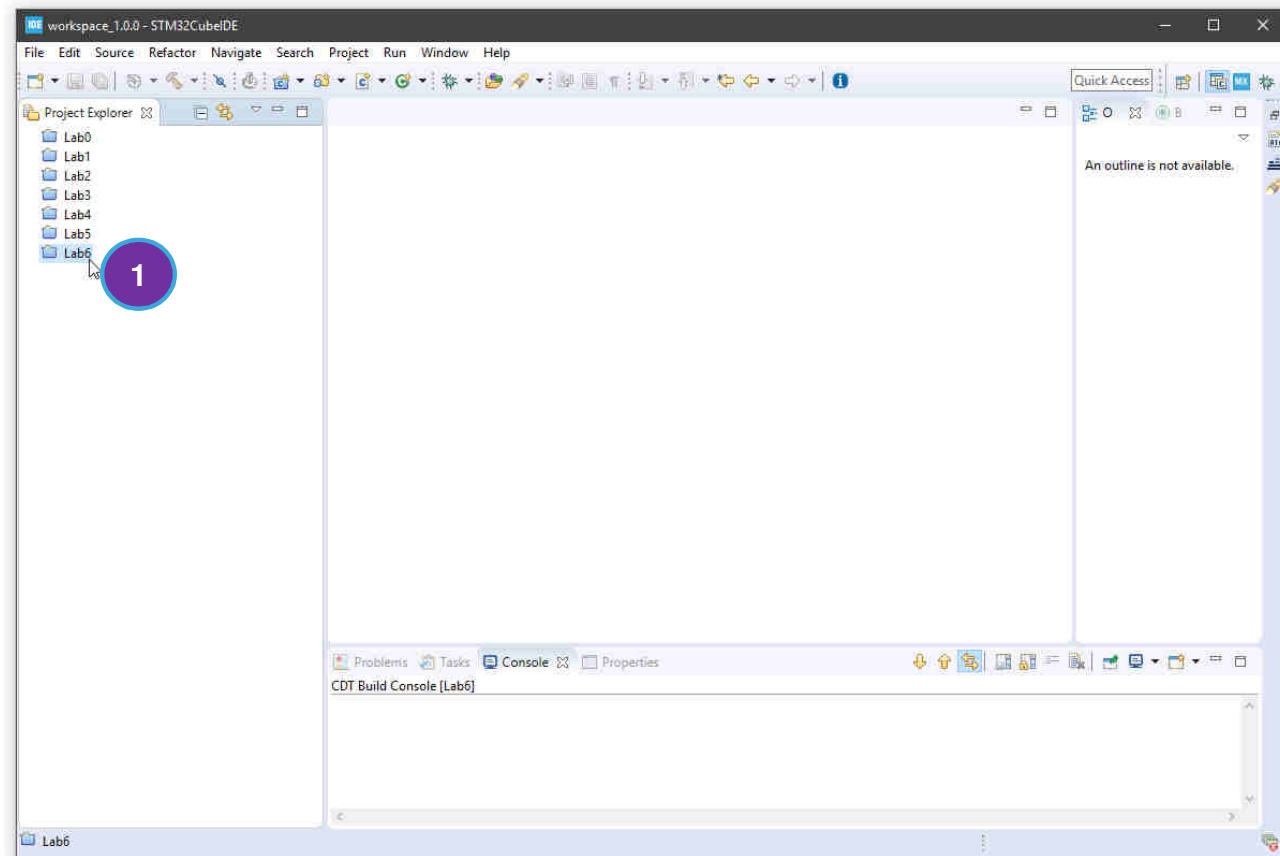 IDE workspace_1.0.0 - STM32CubeIDE
File Edit Source Refactor Navigate Search Project Run Window Help
Quick Access
MX
Project Explorer
O
B
Lab0
Lab1
An outline is not available.
Lab2
Lab3
Lab4
Lab5
Lab6
1
Problems Tasks Console Properties
CDT Build Console [Lab6]
Lab6